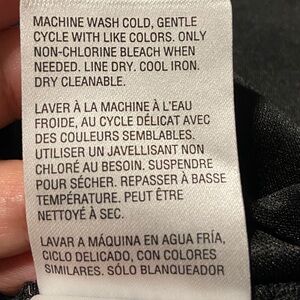 MACHINE WASH COLD, GENTLE
CYCLE WITH LIKE COLORS. ONLY
NON-CHLORINE BLEACH WHEN
NEEDED. LINE DRY. COOL IRON.
DRY CLEANABLE.
LAVER À LA MACHINE À L'EAU
FROIDE, AU CYCLE DÉLICAT AVEC
DES COULEURS SEMBLABLES.
UTILISER UN JAVELLISANT NON
CHLORÉ AU BESOIN. SUSPENDRE
POUR SÉCHER. REPASSER À BASSE
TEMPÉRATURE. PEUT ÊTRE
NETTOYÉ À SEC.
LAVAR A MÁQUINA EN AGUA FRÍA,
CICLO DELICADO, CON COLORES
SIMILARES. SÓLO BLANQUEADOR